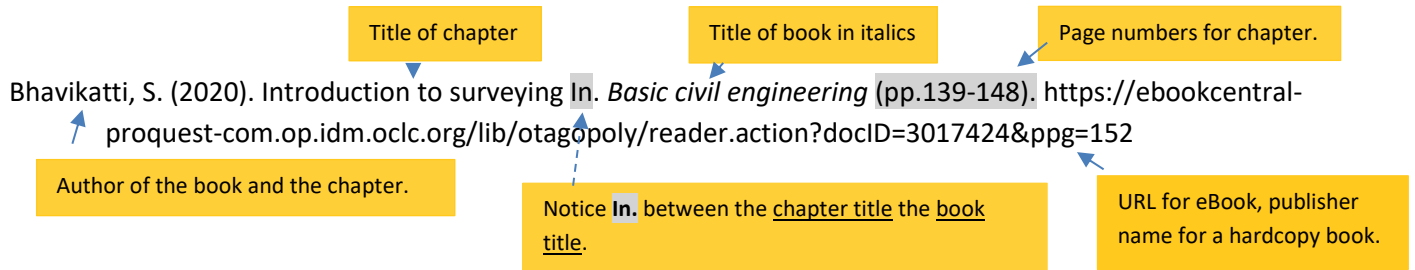 Title of chapter
Title of book in italics
Page numbers for chapter.
Bhavikatti, S. (2020). Introduction to surveying In. Basic civil engineering (pp.139-148). https://ebookcentral-
proquest-com.op.idm.oclc.org/lib/otagopoly/reader.action?docID=3017424&ppg=152
Author of the book and the chapter.
Notice In. between the chapter title the book
title.
URL for eBook, publisher
name for a hardcopy book.